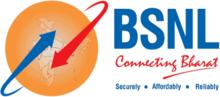 BSNL
Connecting Bharat
Securely • Affordably • Reliably